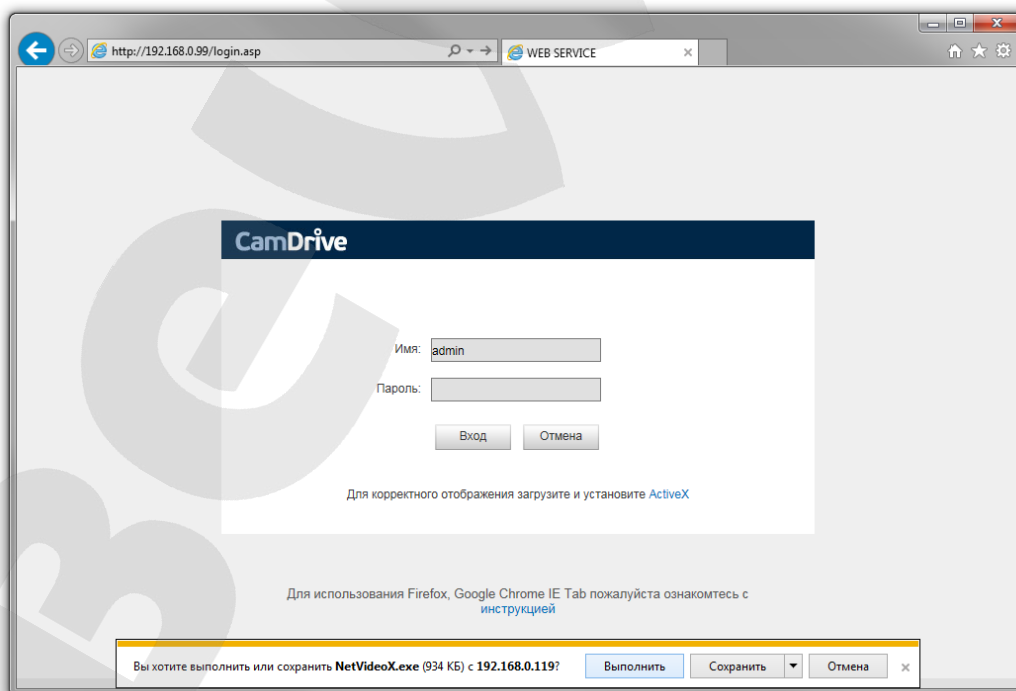 http://192.168.0.99/login.asp
WEB SERVICE
CamDrive
Имя: admin
Пароль:
Вход Отмена
Для корректного отображения загрузите и установите ActiveX
Для использования Firefox, Google Chrome IE Tab пожалуйста ознакомтесь с
инструкцией
Вы хотите выполнить или сохранить NetVideoX.exe (934 КБ) с 192.168.0.119? Выполнить Сохранить Отмена